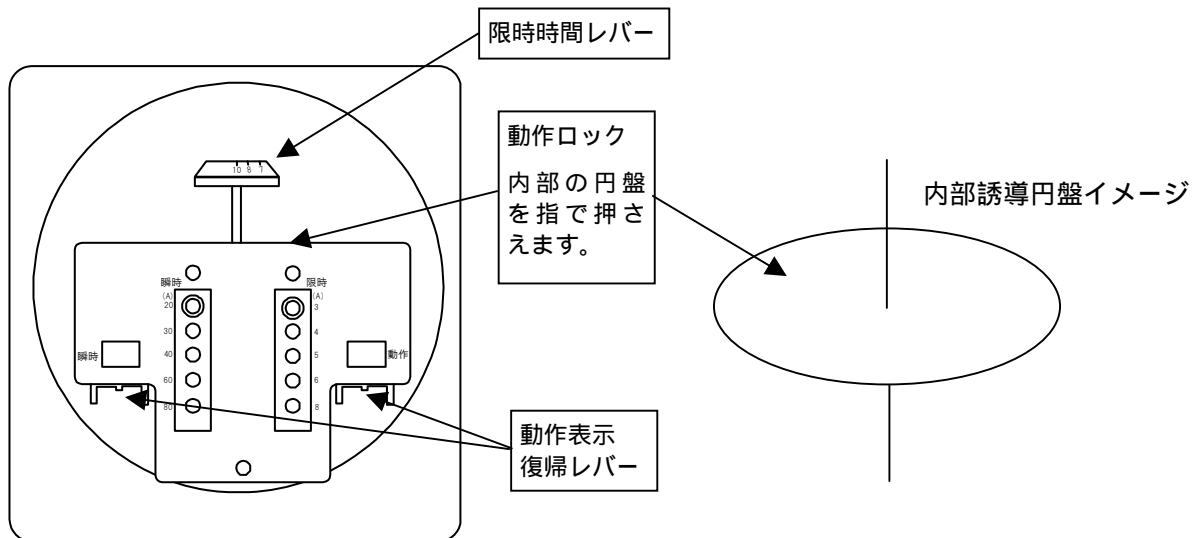 限時時間レバー
動作ロック
内部の円盤
を指で押さ
えます。
内部誘導円盤イメージ
10 8 7
瞬時
(A)
20
30
40
60
80
限時
(A)
3
4
5
6
8
瞬時
動作
動作表示
復帰レバー